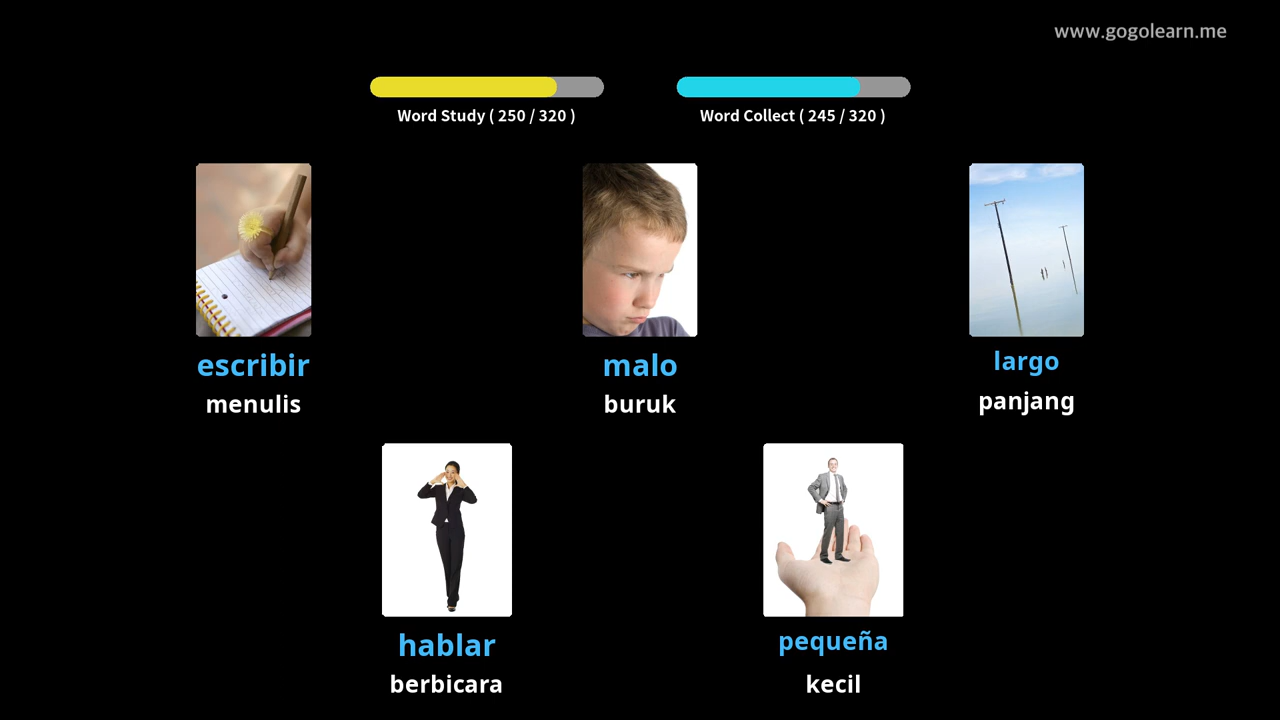 www.gogolearn.me
Word Study ( 250 / 320 )
Word Collect ( 245 / 320 )
escribir
menulis
malo
buruk
largo
panjang
hablar
berbicara
pequeña
kecil